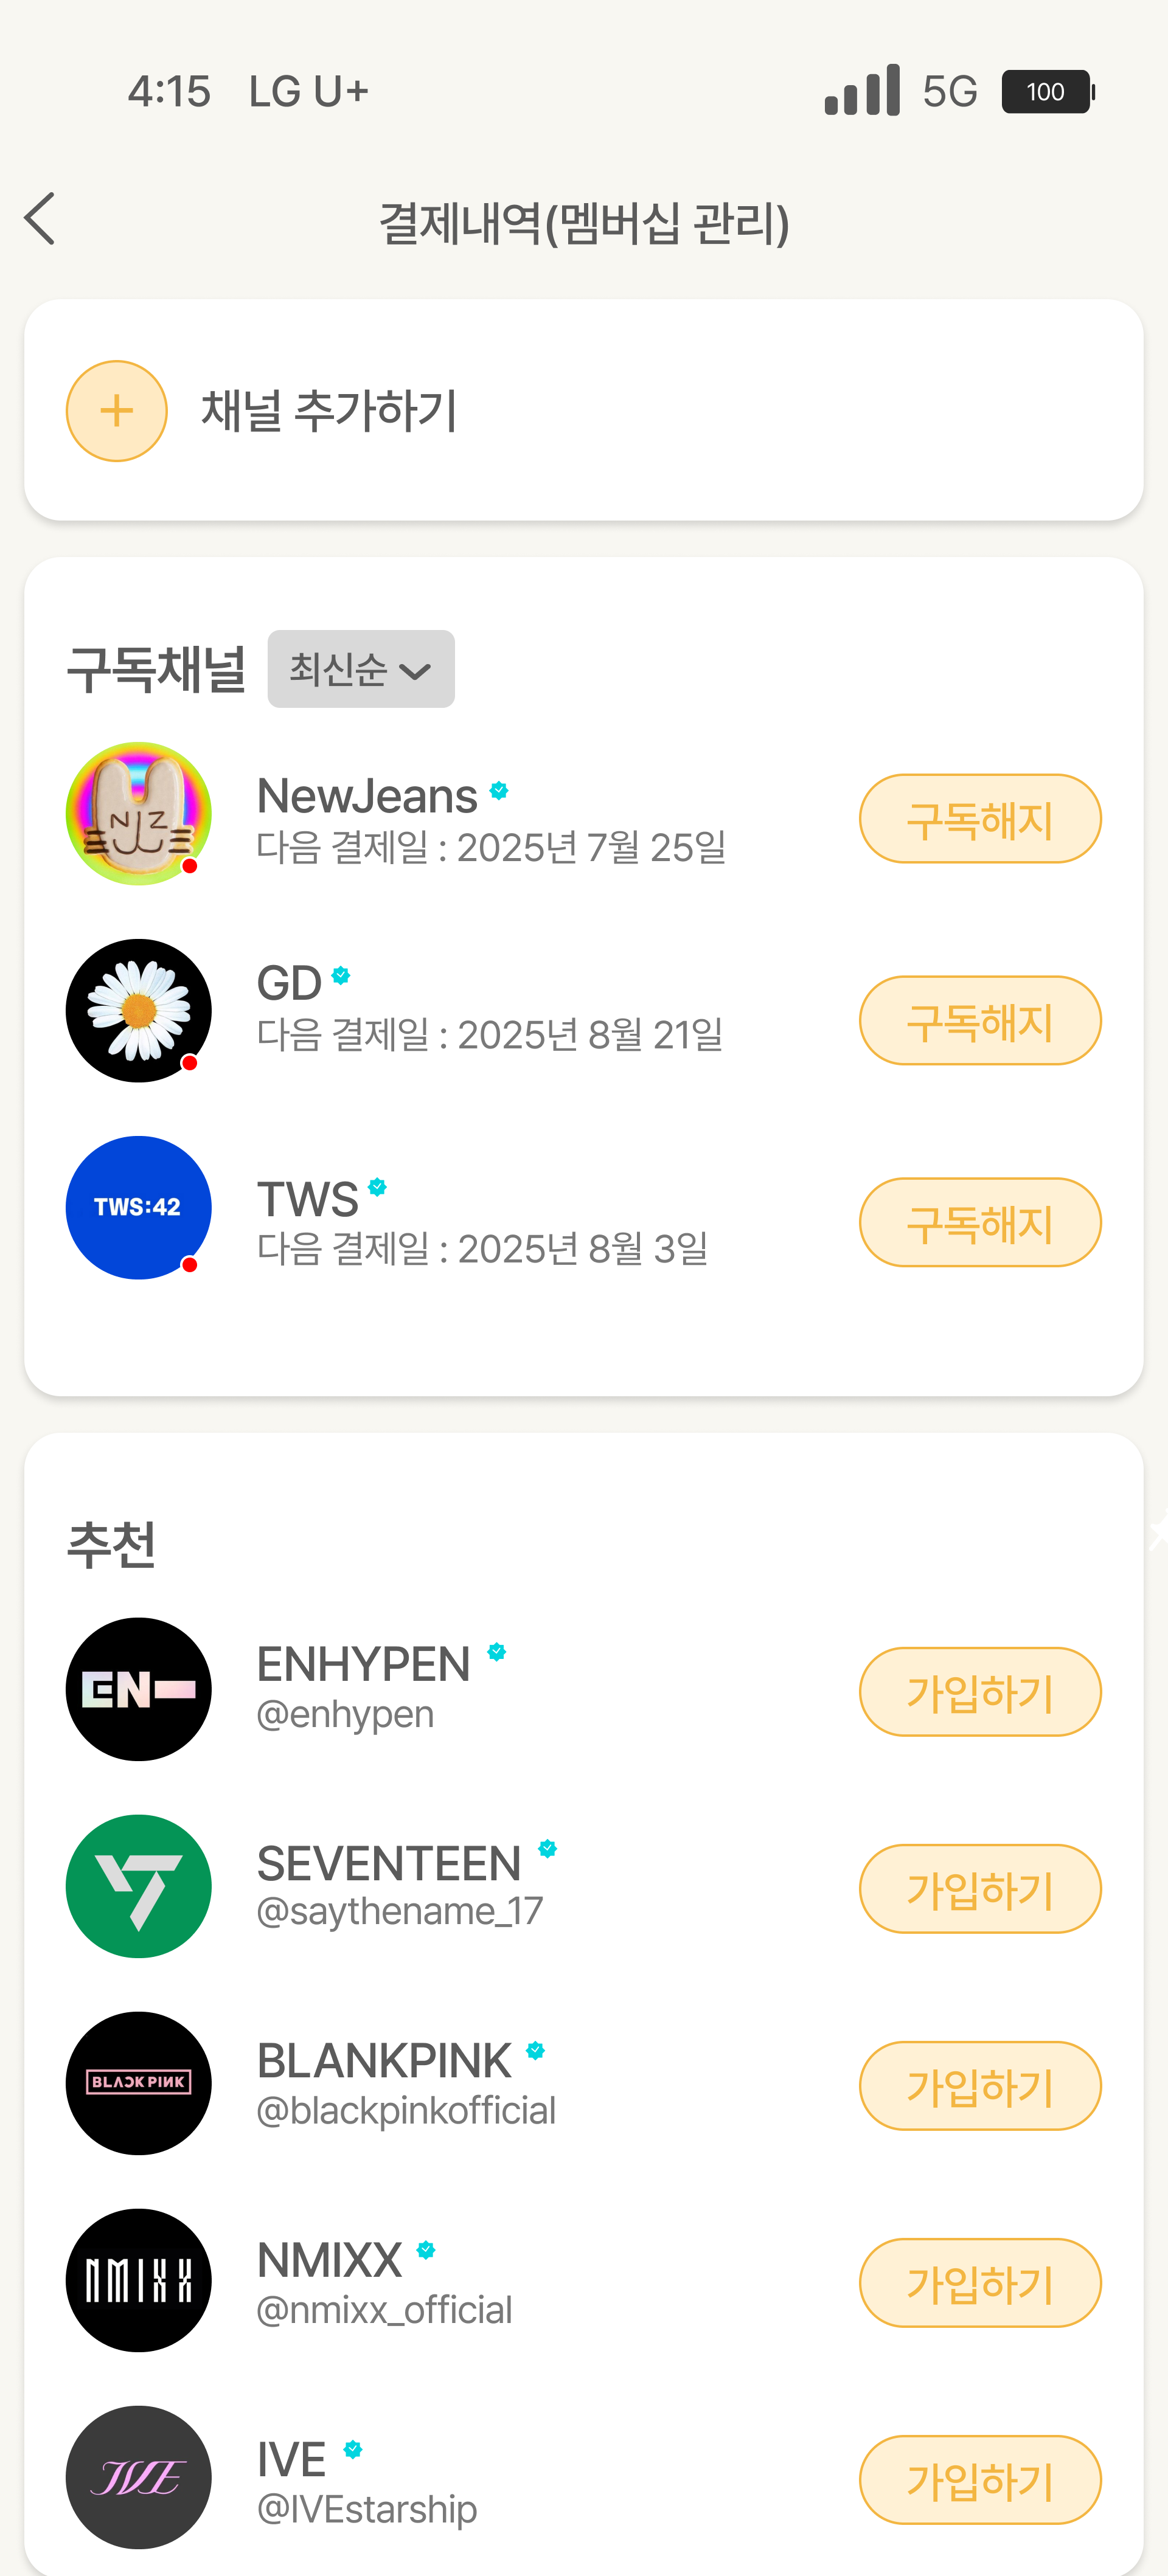 4:15 LG U+ 5G 100
결제내역(멤버십 관리)
+ 채널 추가하기
구독채널 최신순
NJZ
NewJeans
다음 결제일 : 2025년 7월 25일
구독해지
GD
다음 결제일 : 2025년 8월 21일
구독해지
TWS:42
TWS
다음 결제일 : 2025년 8월 3일
구독해지
추천
EN-
ENHYPEN
@enhypen
가입하기
SEVENTEEN
@saythename_17
가입하기
BLACKPINK
BLANKPINK
@blackpinkofficial
가입하기
NMIXX
NMIXX
@nmixx_official
가입하기
IVE
IVE
@IVEstarship
가입하기